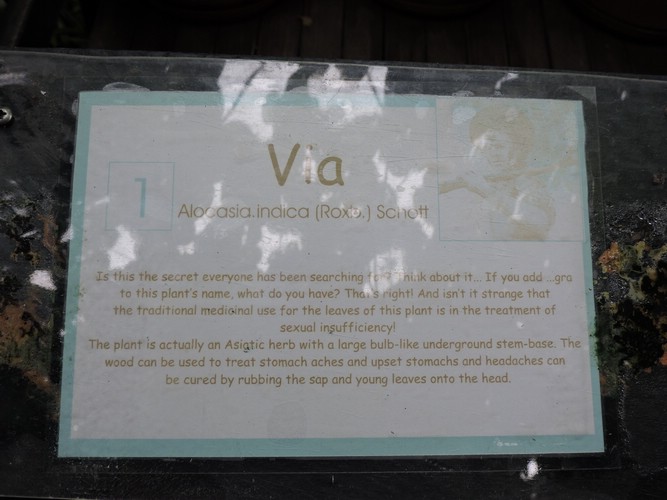 Via
1
Alocasia.indica (Roxb.) Schott
Is this the secret everyone has been searching for? Think about it... If you add ...gra
to this plant's name, what do you have? That's right! And isn't it strange that
the traditional medicinal use for the leaves of this plant is in the treatment of
sexual insufficiency!
The plant is actually an Asiatic herb with a large bulb-like underground stem-base. The
wood can be used to treat stomach aches and upset stomachs and headaches can
be cured by rubbing the sap and young leaves onto the head.